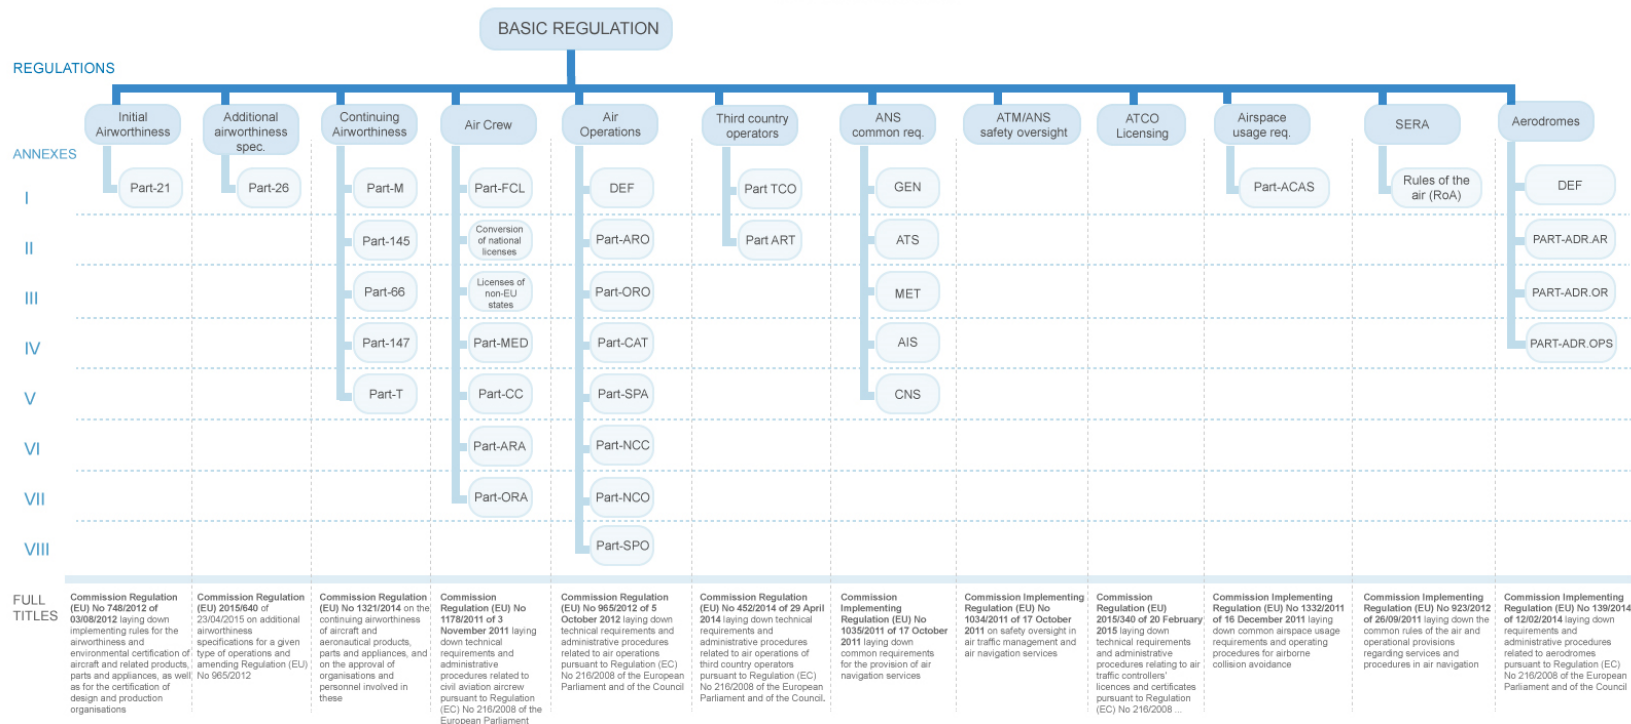 BASIC REGULATION
REGULATIONS
Initial
Airworthiness
Additional
airworthiness
spec.
Continuing
Airworthiness
Air Crew
Air
Operations
Third country
operators
ANS
common req.
ATM/ANS
safety oversight
ATCO
Licensing
Airspace
usage req.
SERA
Aerodromes
ANNEXES
I
Part-21
Part-26
Part-M
Part-FCL
DEF
Part TCO
GEN
Part-ACAS
Rules of the
air (RoA)
DEF
II
Part-145
Conversion
of national
licenses
Part-ARO
Part ART
ATS
PART-ADR.AR
III
Part-66
Licenses of
non-EU
states
Part-ORO
MET
PART-ADR.OR
IV
Part-147
Part-MED
Part-CAT
AIS
PART-ADR.OPS
V
Part-T
Part-CC
Part-SPA
CNS
VI
Part-ARA
Part-NCC
VII
Part-ORA
Part-NCO
VIII
Part-SPO
FULL
TITLES
Commission Regulation
(EU) No 748/2012 of
03/08/2012 laying down
implementing rules for the
airworthiness and
environmental certification of
aircraft and related products,
parts and appliances, as well
as for the certification of
design and production
organisations
Commission Regulation
(EU) 2015/640 of
23/04/2015 on additional
airworthiness
specifications for a given
type of operations and
amending Regulation (EU)
No 965/2012
Commission Regulation
(EU) No 1321/2014 on the
continuing airworthiness
of aircraft and
aeronautical products,
parts and appliances, and
on the approval of
organisations and
personnel involved in
these
Commission
Regulation (EU) No
1178/2011 of 3
November 2011 laying
down technical
requirements and
administrative
procedures related to
civil aviation aircrew
pursuant to Regulation
(EC) No 216/2008 of the
European Parliament
Commission Regulation
(EU) No 965/2012 of 5
October 2012 laying down
technical requirements and
administrative procedures
related to air operations
pursuant to Regulation (EC)
No 216/2008 of the European
Parliament and of the Council
Commission Regulation
(EU) No 452/2014 of 29 April
2014 laying down technical
requirements and
administrative procedures
related to air operations of
third country operators
pursuant to Regulation (EC)
No 216/2008 of the European
Parliament and of the Council.
Commission
Implementing
Regulation (EU) No
1035/2011 of 17 October
2011 laying down
common requirements
for the provision of air
navigation services
Commission Implementing
Regulation (EU) No
1034/2011 of 17 October
2011 on safety oversight in
air traffic management and
air navigation services
Commission
Regulation (EU)
2015/340 of 20 February
2015 laying down
technical requirements
and administrative
procedures relating to air
traffic controllers'
licences and certificates
pursuant to Regulation
(EC) No 216/2008 ...
Commission Implementing
Regulation (EU) No 1332/2011
of 16 December 2011 laying
down common airspace usage
requirements and operating
procedures for airborne
collision avoidance
Commission Implementing
Regulation (EU) No 923/2012
of 26/09/2011 laying down the
common rules of the air and
operational provisions
regarding services and
procedures in air navigation
Commission Implementing
Regulation (EU) No 139/2014
of 12/02/2014 laying down
requirements and
administrative procedures
related to aerodromes
pursuant to Regulation (EC)
No 216/2008 of the European
Parliament and of the Council